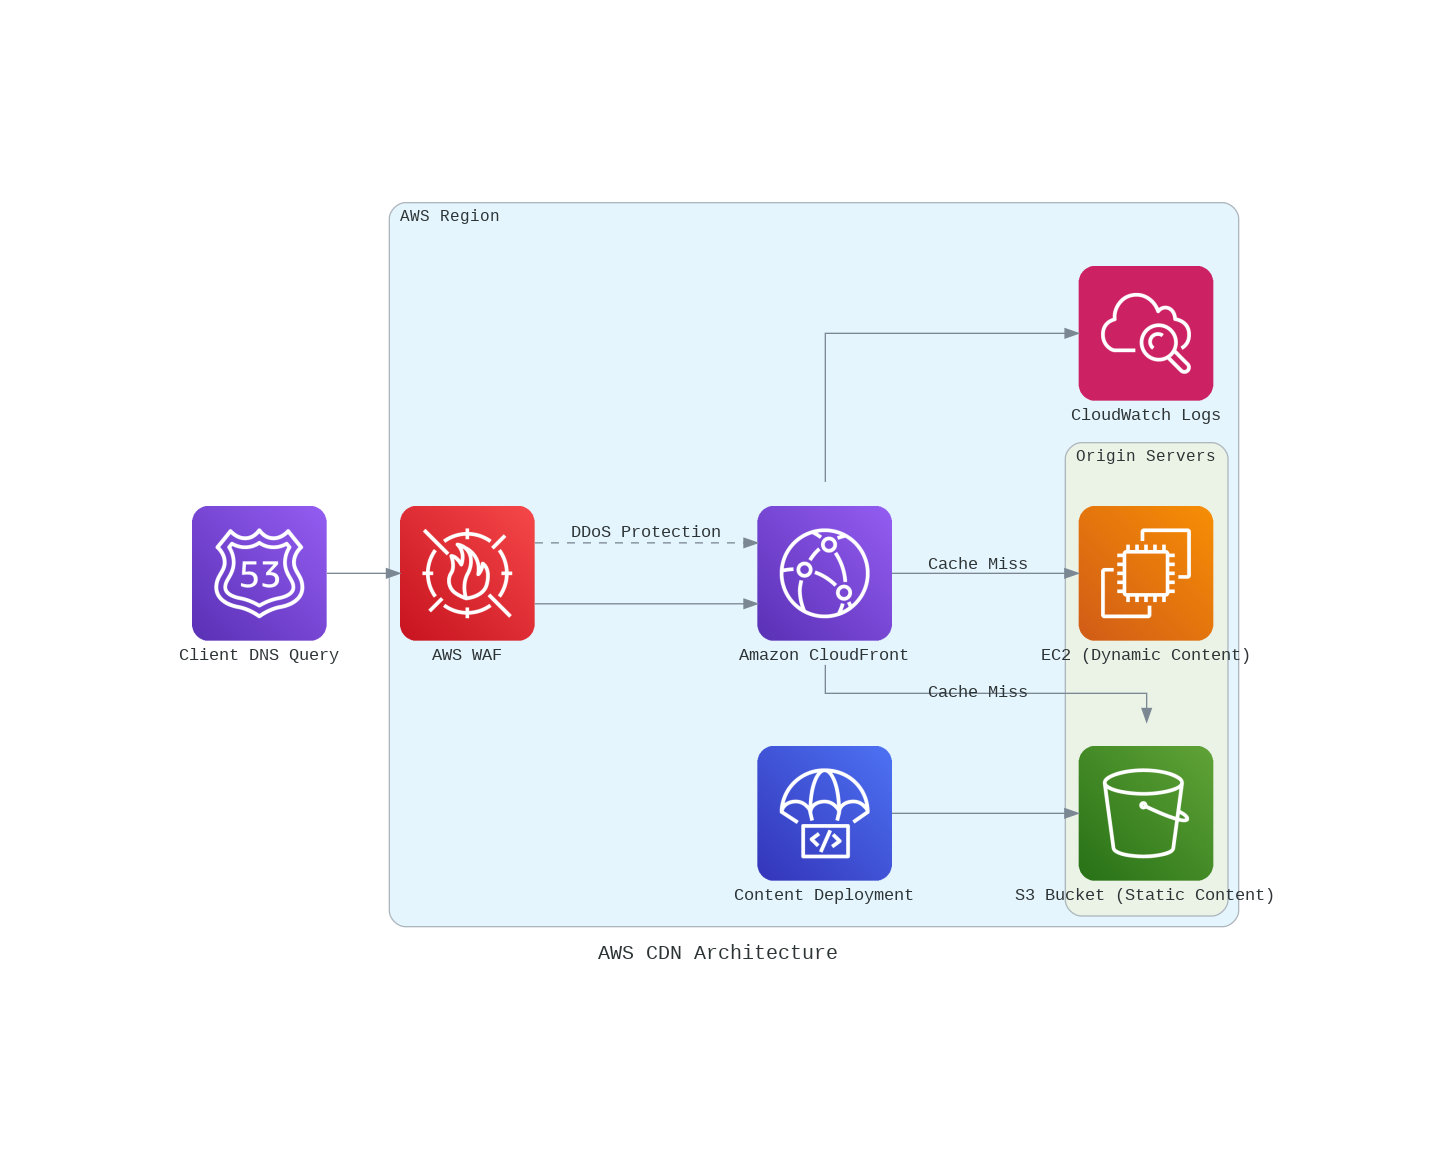 AWS Region
CloudWatch Logs
Origin Servers
53
DDoS Protection
Cache Miss
Client DNS Query
AWS WAF
Amazon CloudFront
EC2 (Dynamic Content)
Cache Miss
</>
Content Deployment
S3 Bucket (Static Content)
AWS CDN Architecture